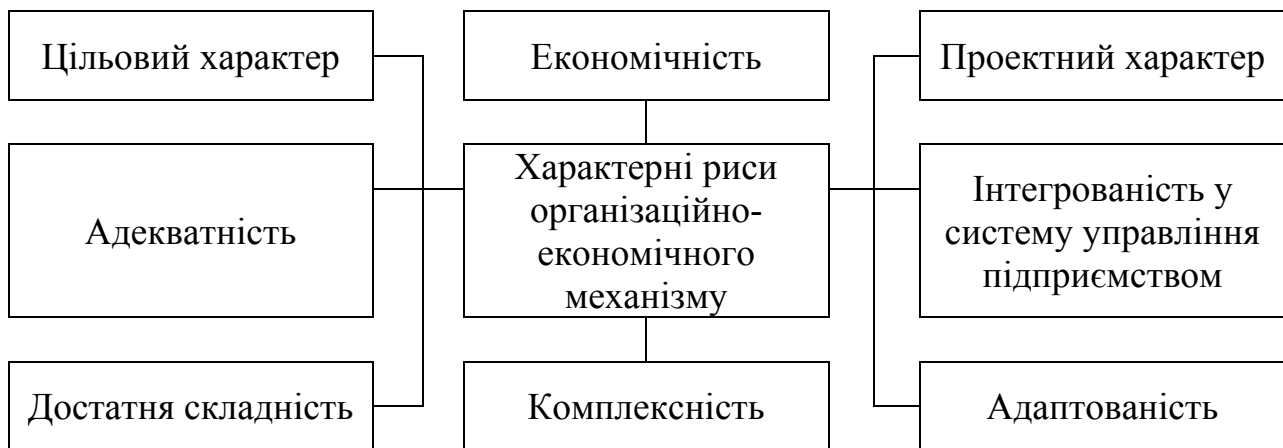 Цільовий характер
Економічність
Проектний характер
Адекватність
Характерні риси
організаційно-
економічного
механізму
Інтегрованість у
систему управління
підприємством
Достатня складність
Комплексність
Адаптованість